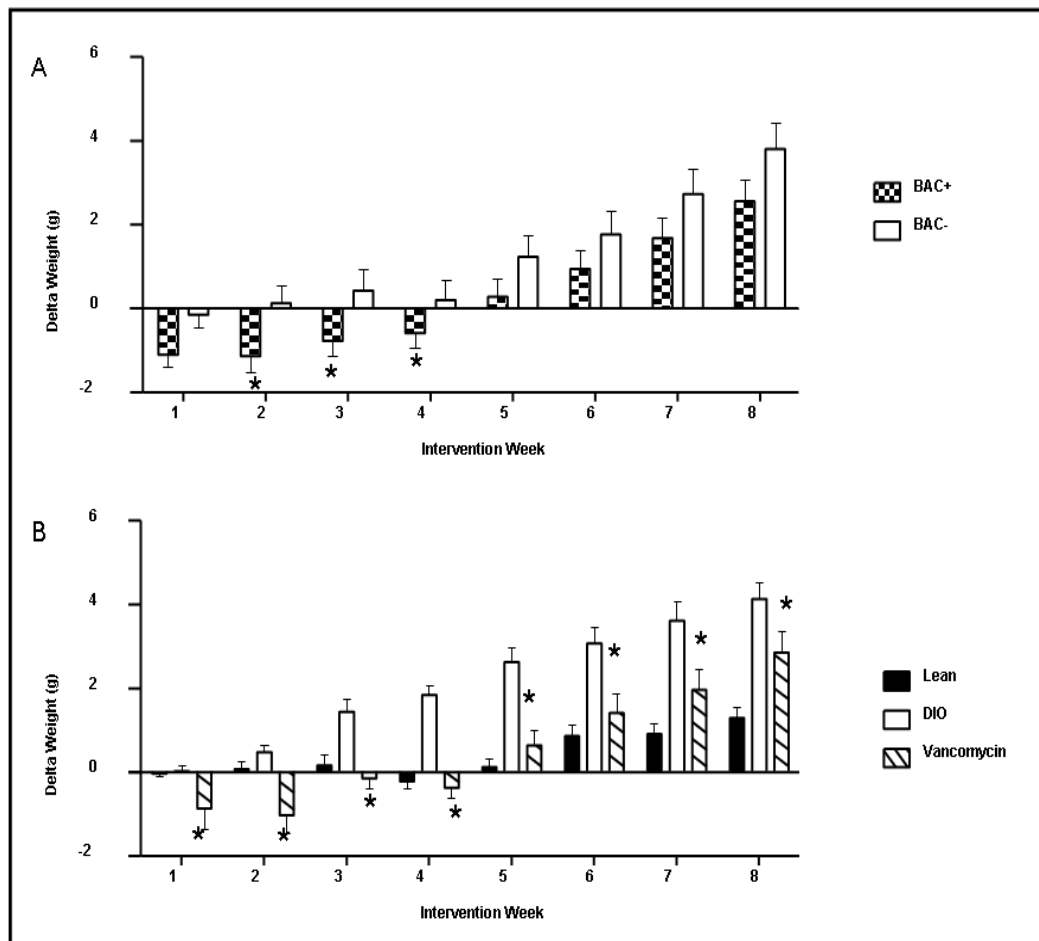 A
6
4
2
0
-2
Delta Weight (g)
* * *
1 2 3 4 5 6 7 8
Intervention Week
BAC+
BAC-
B
6
4
2
0
-2
Delta Weight (g)
* * * * * * * *
1 2 3 4 5 6 7 8
Intervention Week
Lean
DIO
Vancomycin